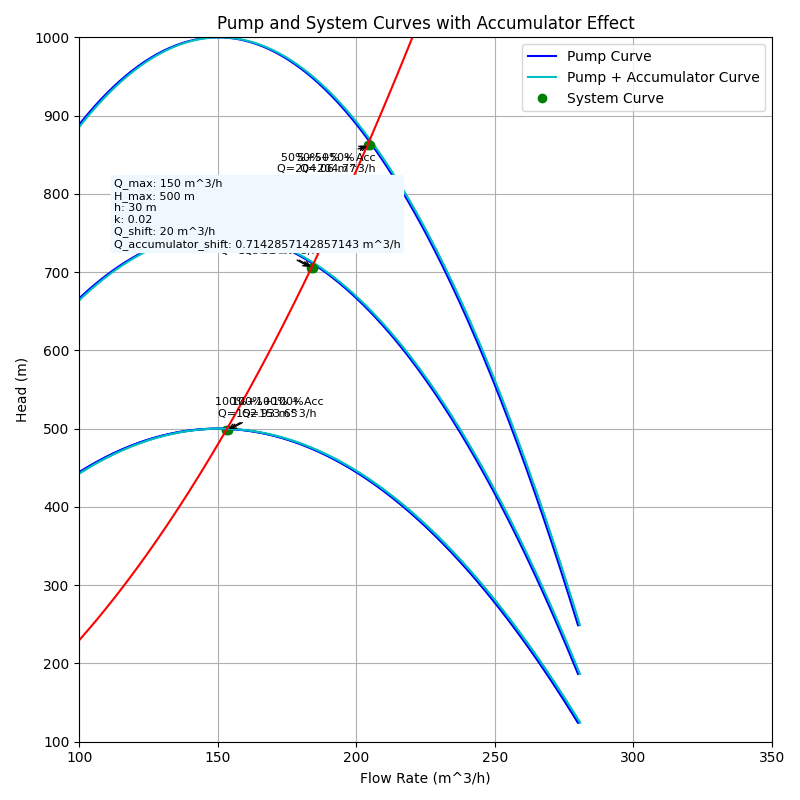 Pump and System Curves with Accumulator Effect
1000
900
800
700
600
500
400
300
200
100
Head (m)
Pump Curve
Pump + Accumulator Curve
System Curve
Q_max: 150 m^3/h
H_max: 500 m
h: 30 m
k: 0.02
Q_shift: 20 m^3/h
Q_accumulator_shift: 0.7142857142857143 m^3/h
100 150 200 250 300 350
Flow Rate (m^3/h)